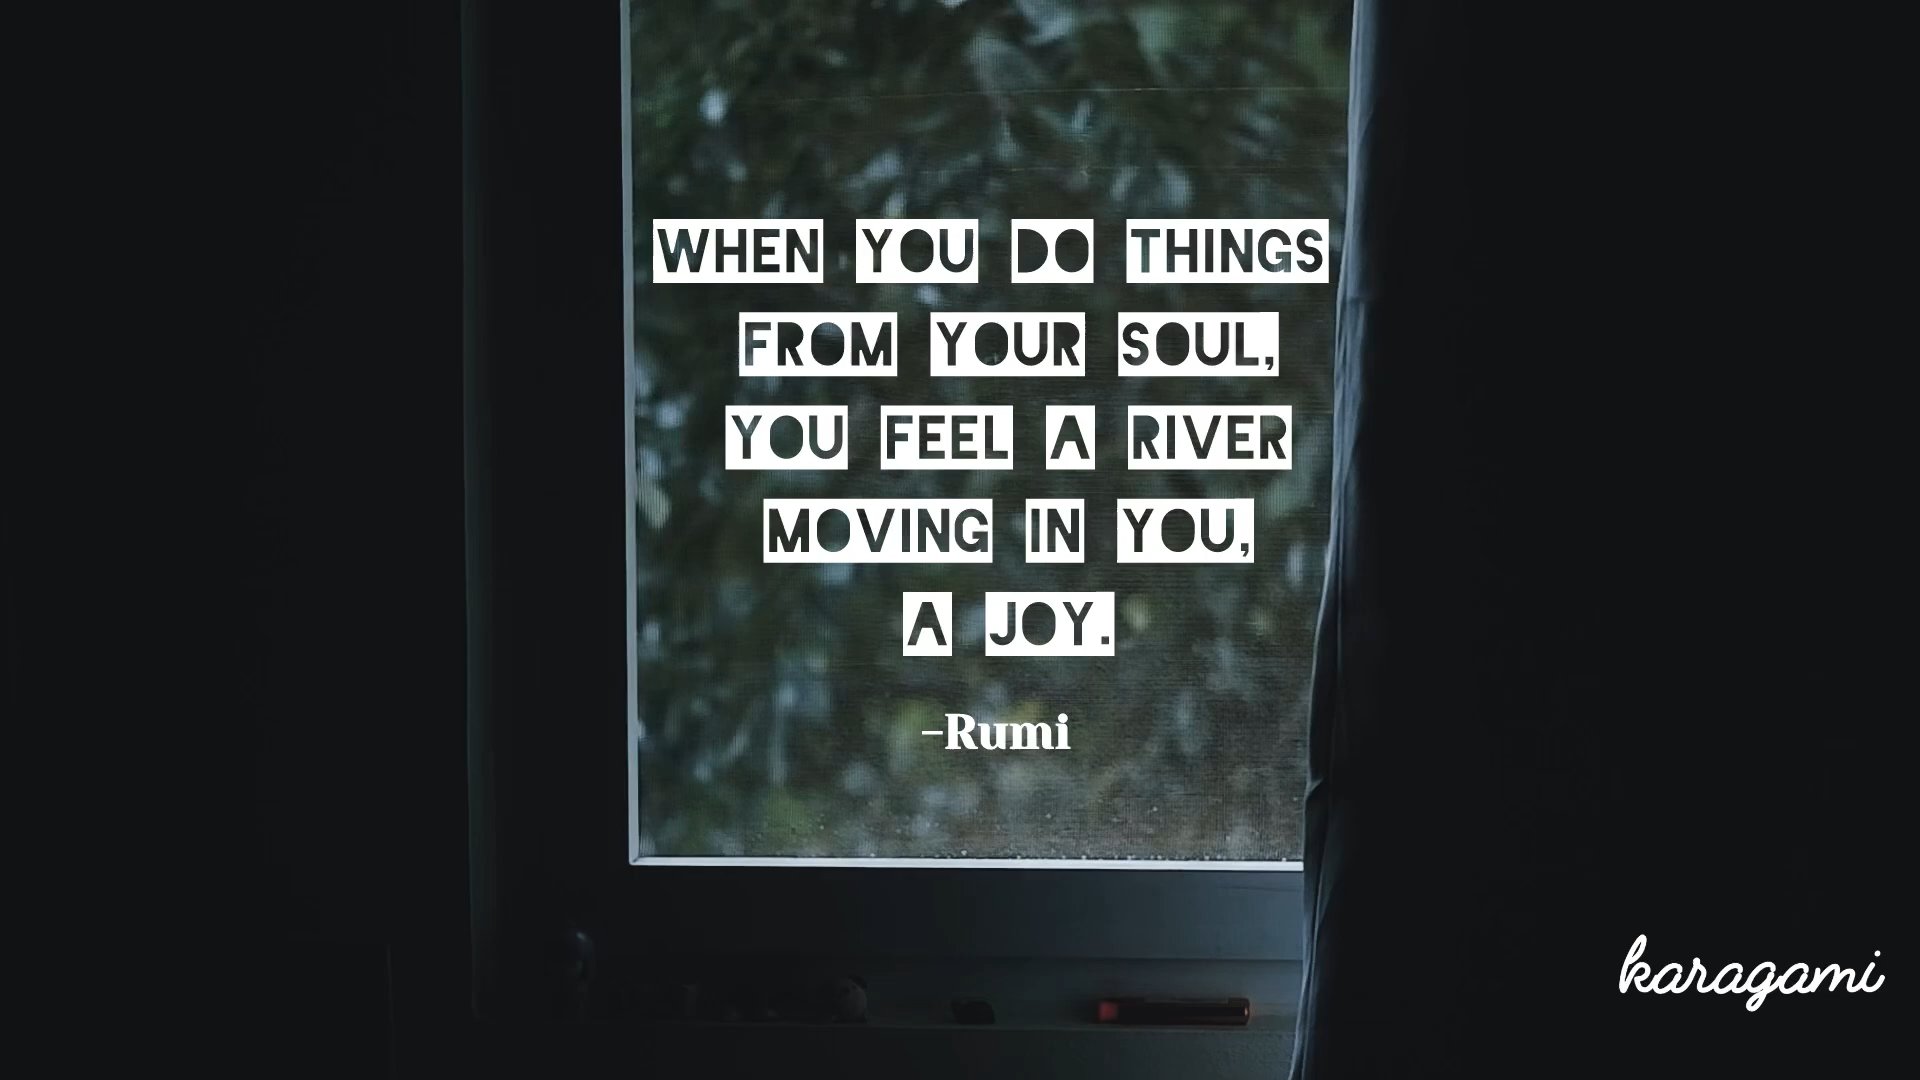 WHEN YOU DO THINGS
FROM YOUR SOUL,
YOU FEEL A RIVER
MOVING IN YOU,
A JOY.
-Rumi
karagami